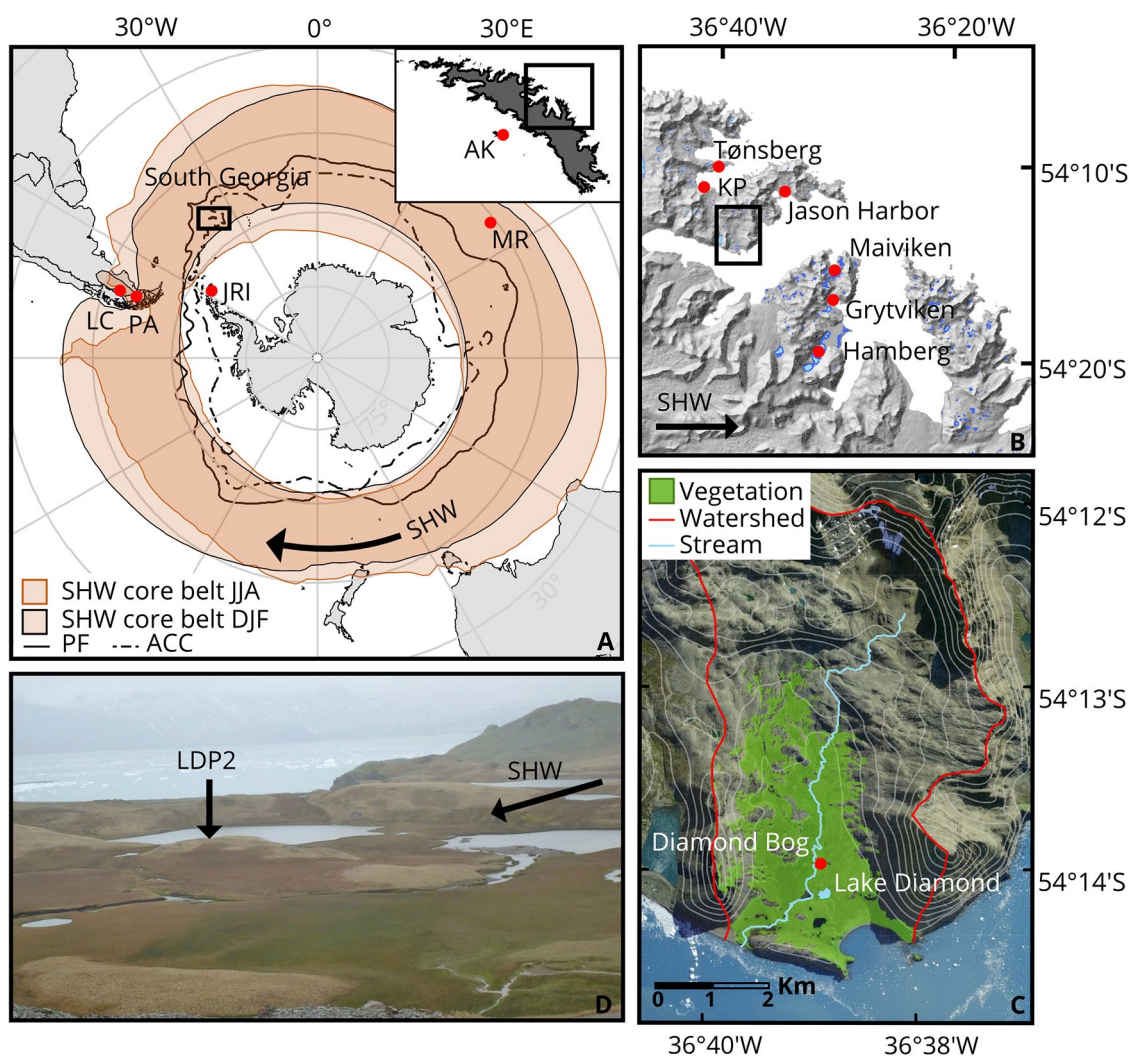 30°W 0° 30°E
South Georgia
AK
MR
JRI
LC PA
75°
SHW
30°
SHW core belt JJA
SHW core belt DJF
PF ACC
A
36°40'W 36°20'W
Tønsberg
KP
Jason Harbor
Maiviken
Grytviken
Hamberg
SHW
B
54°10'S
54°20'S
LDP2
SHW
D
Vegetation
Watershed
Stream
Diamond Bog
Lake Diamond
0 1 2 Km
C
54°12'S
54°13'S
54°14'S
36°40'W 36°38'W